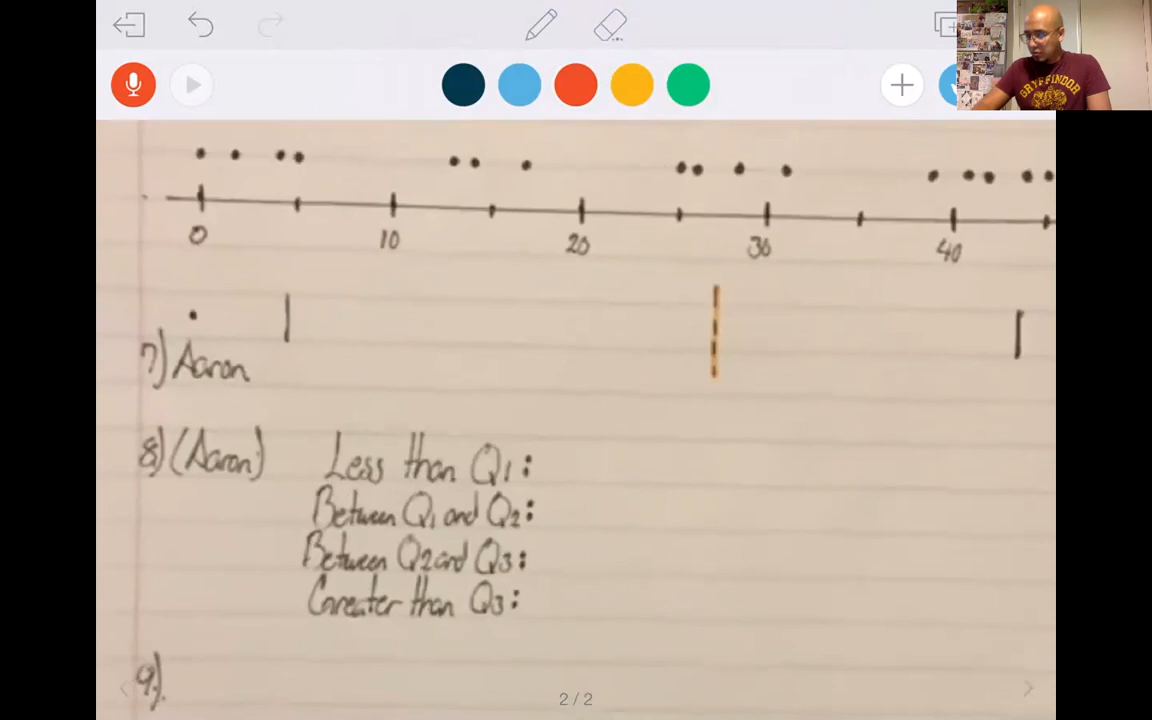 GRYFFINDOR
0 10 20 30 40
7) Aaron
8) (Aaron) Less than Q1:
Between Q1 and Q2:
Between Q2 and Q3:
Greater than Q3:
9).
2 / 2